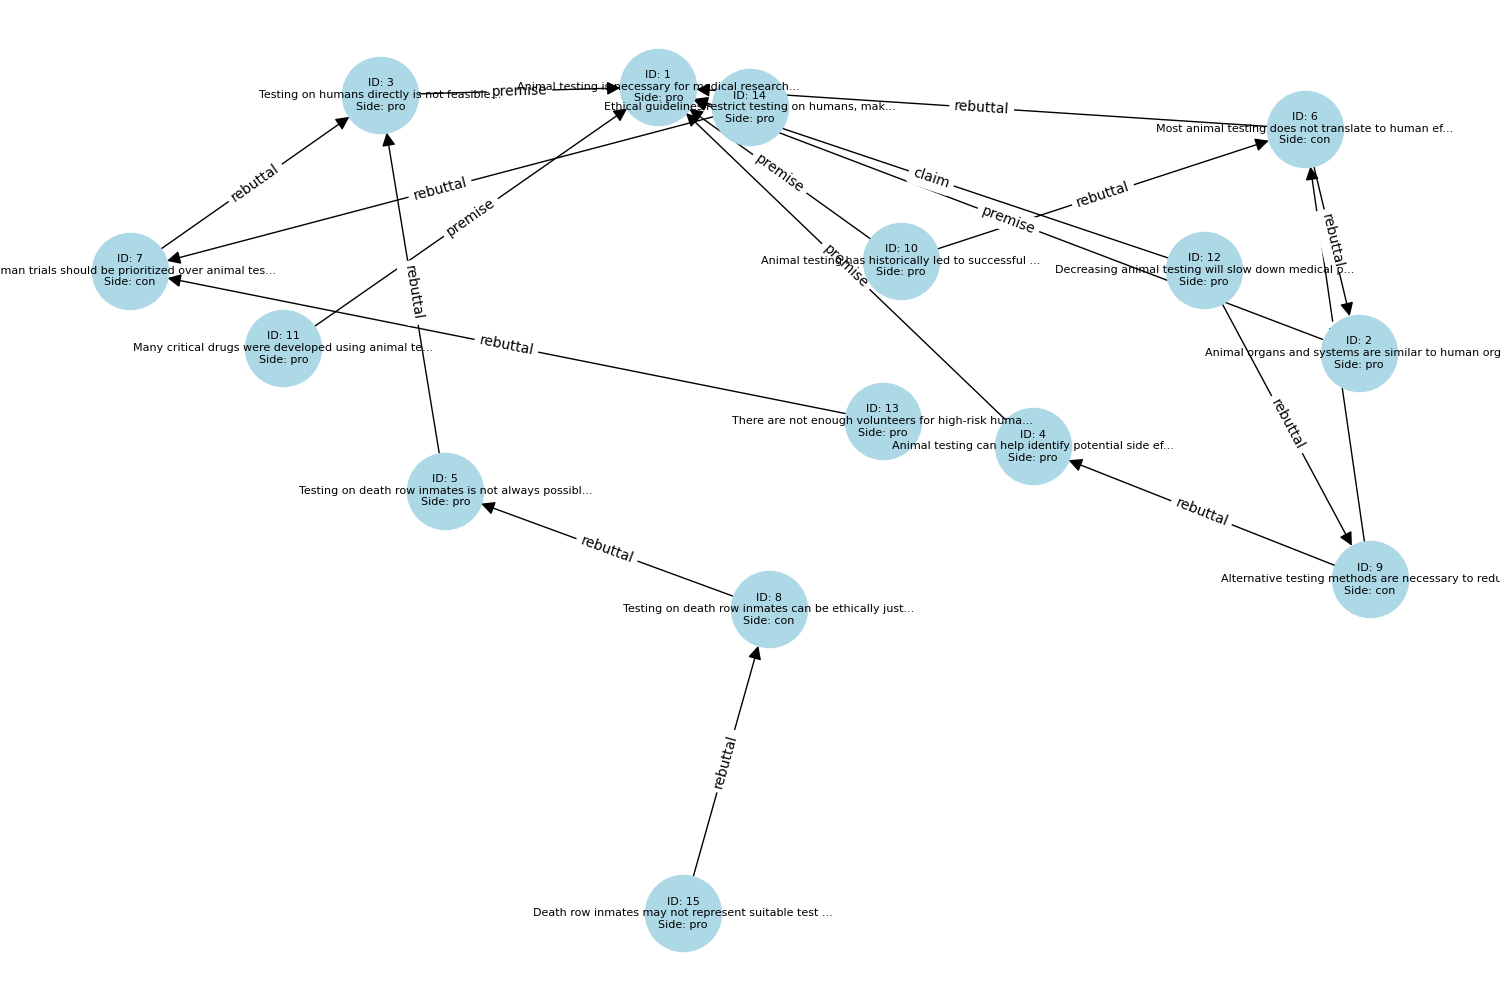 ID: 1
Animal testing is necessary for medical research...
Side: pro
ID: 3
Testing on humans directly is not feasible...
Side: pro
premise
ID: 14
Ethical guidelines restrict testing on humans, mak...
Side: pro
rebuttal
ID: 6
Most animal testing does not translate to human ef...
Side: con
rebuttal
rebuttal
premise
claim
rebuttal
premise
premise
rebuttal
ID: 10
Animal testing has historically led to successful ...
Side: pro
ID: 12
Decreasing animal testing will slow down medical p...
Side: pro
ID: 7
man trials should be prioritized over animal tes...
Side: con
premise
rebuttal
ID: 11
Many critical drugs were developed using animal te...
Side: pro
rebuttal
ID: 2
Animal organs and systems are similar to human org
Side: pro
ID: 13
There are not enough volunteers for high-risk huma...
Side: pro
rebuttal
ID: 4
Animal testing can help identify potential side ef...
Side: pro
ID: 5
Testing on death row inmates is not always possibl...
Side: pro
rebuttal
rebuttal
ID: 9
Alternative testing methods are necessary to redu
Side: con
ID: 8
Testing on death row inmates can be ethically just...
Side: con
rebuttal
ID: 15
Death row inmates may not represent suitable test ...
Side: pro